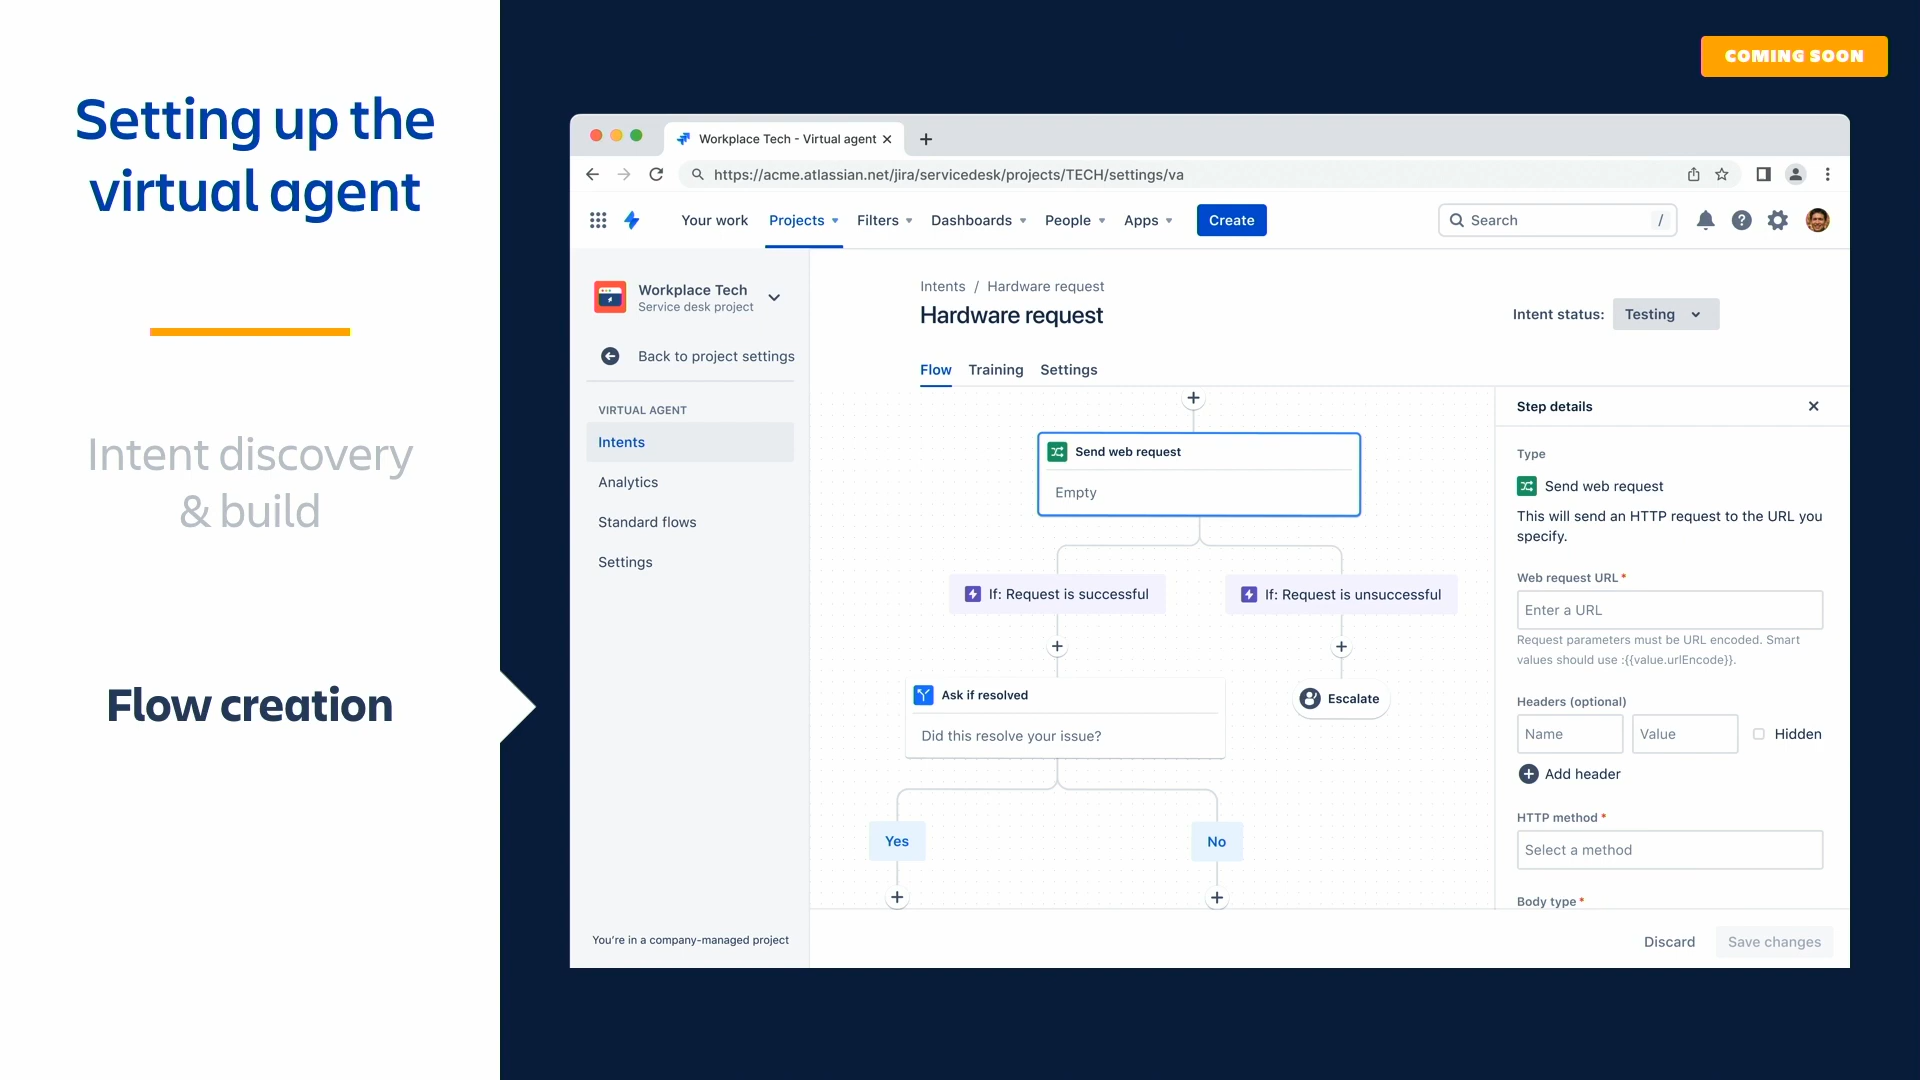 Setting up the
virtual agent
Intent discovery
& build
Flow creation
COMING SOON
Workplace Tech - Virtual agent
https://acme.atlassian.net/jira/servicedesk/projects/TECH/settings/va
Your work Projects Filters Dashboards People Apps Create Search /
Workplace Tech
Service desk project
Back to project settings
VIRTUAL AGENT
Intents
Analytics
Standard flows
Settings
You're in a company-managed project
Intents / Hardware request
Hardware request
Intent status: Testing
Flow Training Settings
Send web request
Empty
If: Request is successful
If: Request is unsuccessful
Ask if resolved
Did this resolve your issue?
Escalate
Yes
No
Step details
Type
Send web request
This will send an HTTP request to the URL you
specify.
Web request URL *
Enter a URL
Request parameters must be URL encoded. Smart
values should use :{{value.urlEncode}}.
Headers (optional)
Name Value Hidden
Add header
HTTP method *
Select a method
Body type *
Discard Save changes